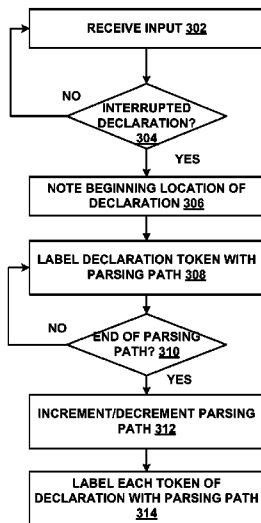 RECEIVE INPUT 302
NO
INTERRUPTED
DECLARATION?
304
YES
NOTE BEGINNING LOCATION OF
DECLARATION 306
LABEL DECLARATION TOKEN WITH
PARSING PATH 308
NO
END OF PARSING
PATH? 310
YES
INCREMENT/DECREMENT PARSING
PATH 312
LABEL EACH TOKEN OF
DECLARATION WITH PARSING PATH
314